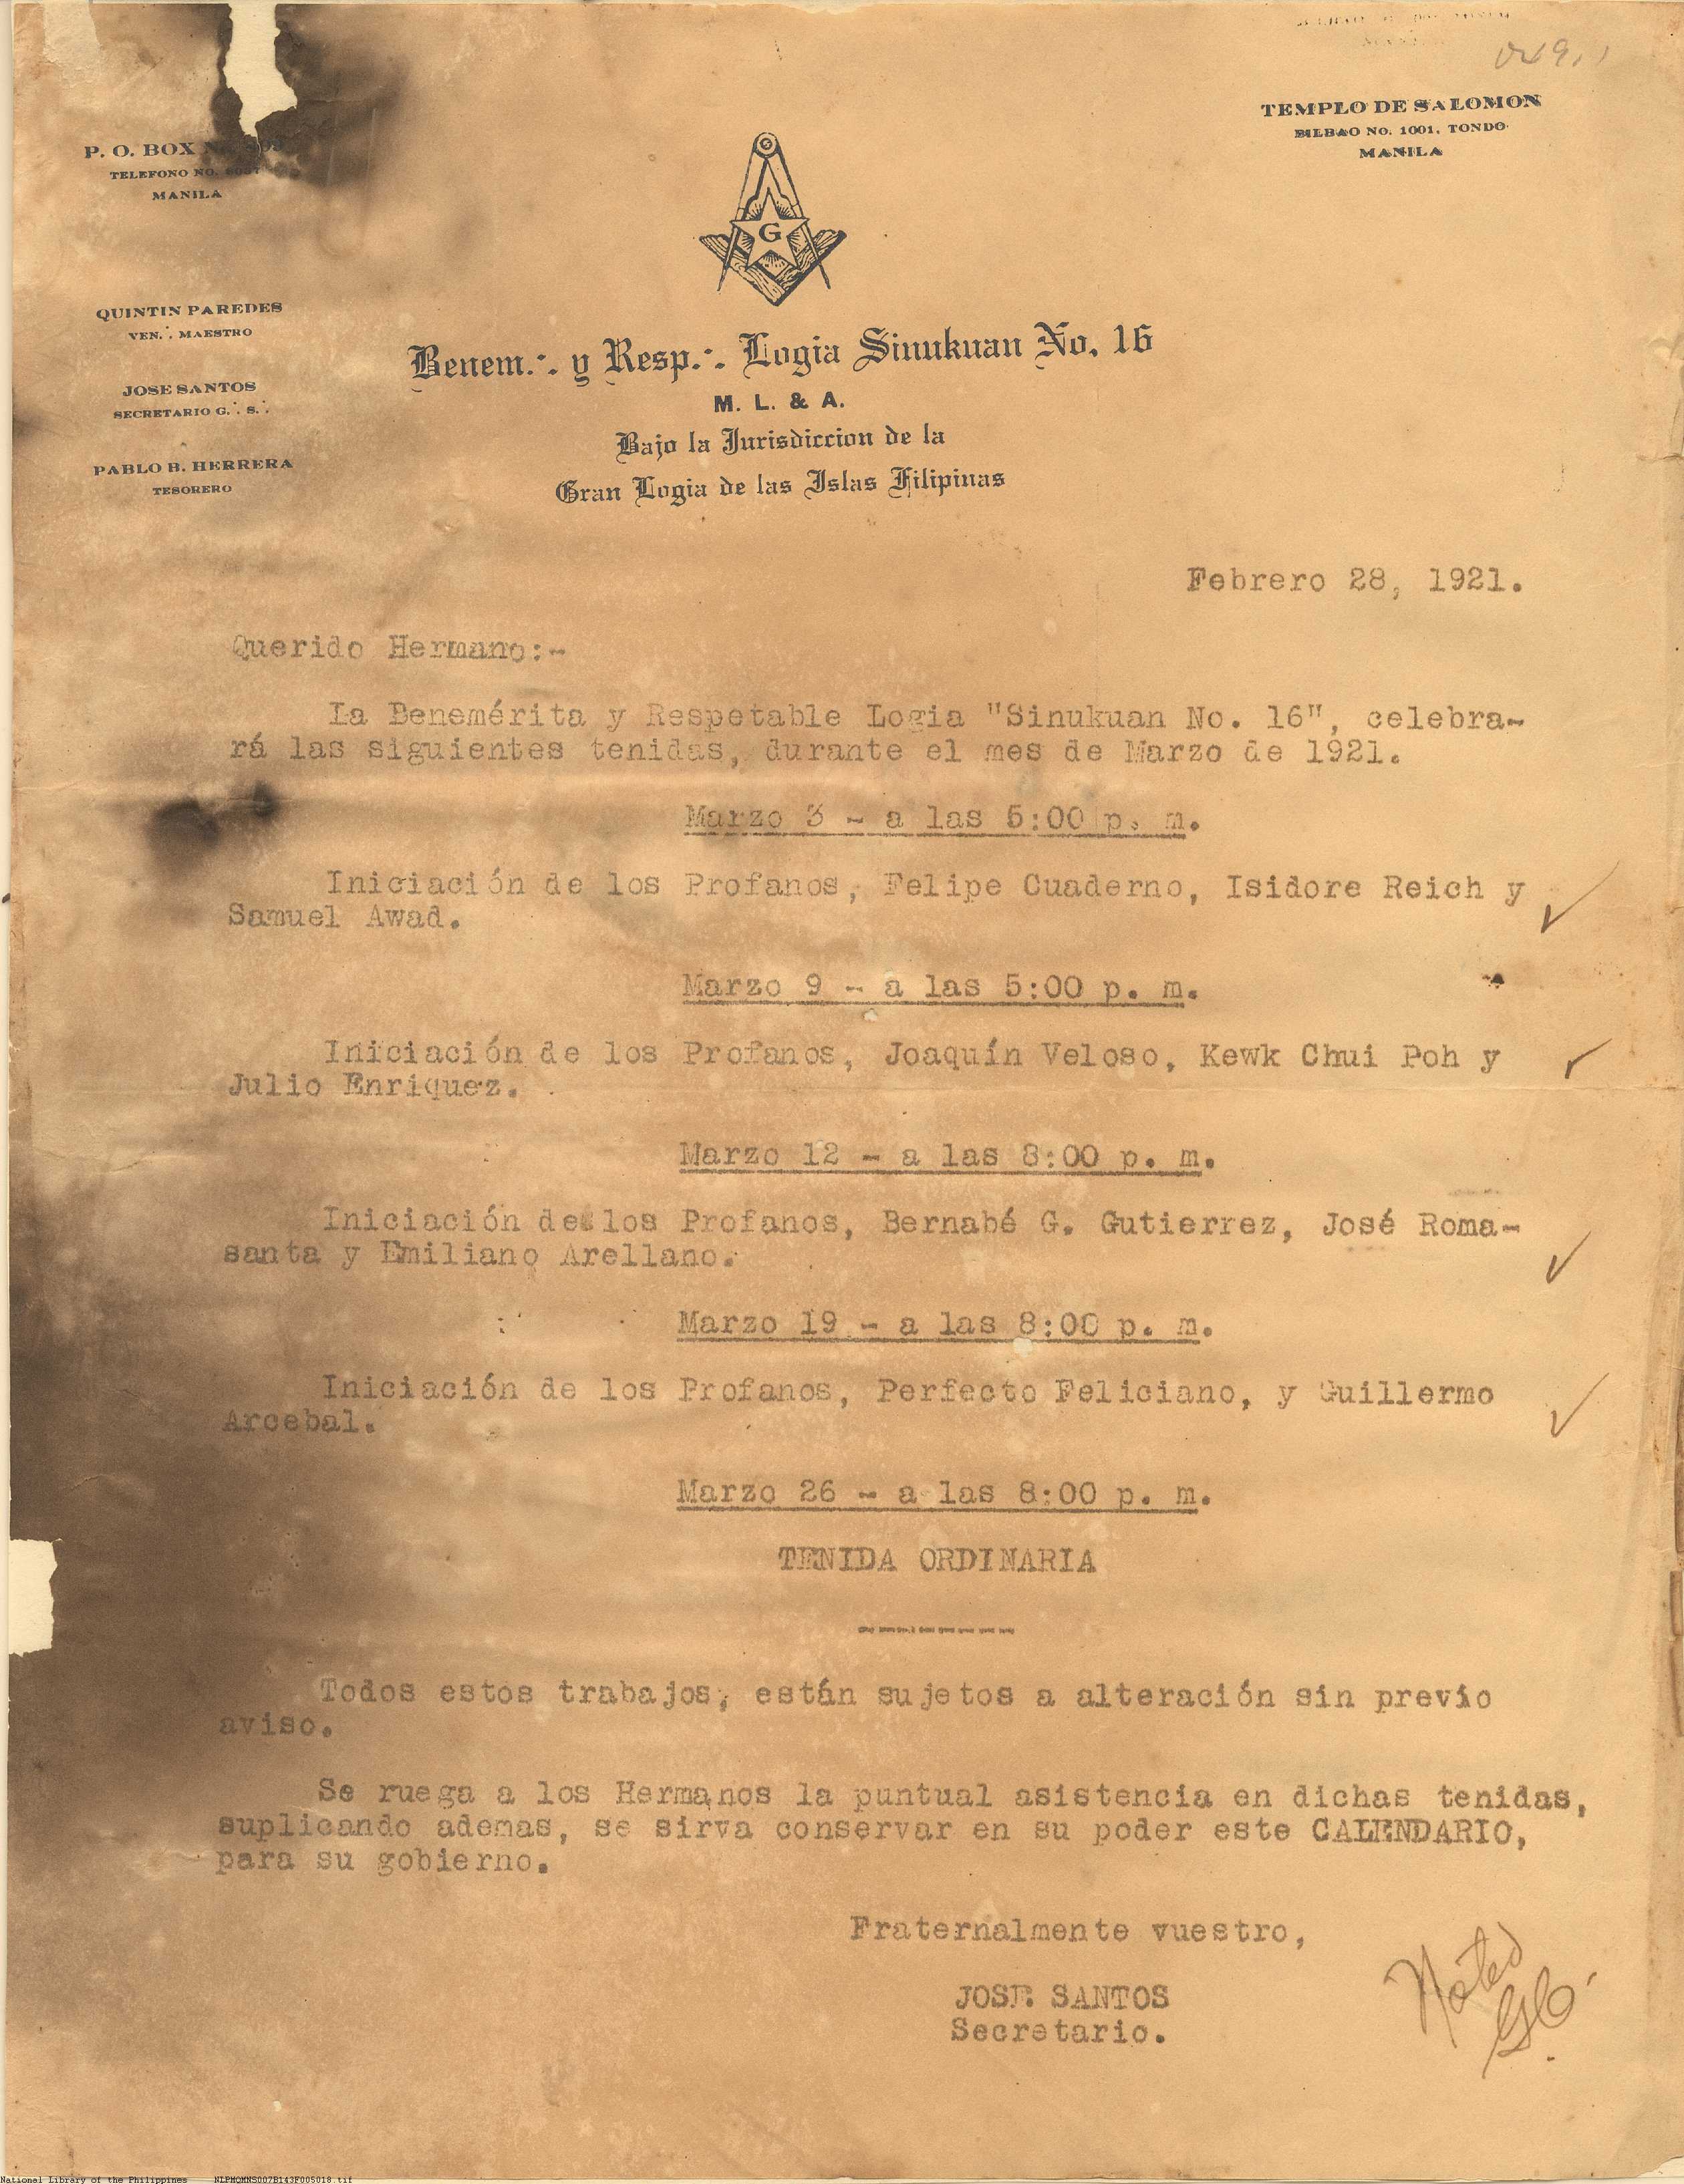 TEMPLO DE SALOMON
BILBAO No. 1001, TONDO
MANILA
P. O. BOX
TELEFONO NO.
MANILA
G
QUINTIN PAREDES
VEN.·. MAESTRO
JOSE SANTOS
SECRETARIO G.·. S.·.
PABLO B. HERRERA
TESORERO
Benem.·. y Resp.·. Logia Sinukuan No. 16
M. L. & A.
Bajo la Jurisdiccion de la
Gran Logia de las Islas Filipinas
Febrero 28, 1921.
Querido Hermano:-
La Benemérita y Respetable Logia "Sinukuan No. 16", celebra-
rá las siguientes tenidas, durante el mes de Marzo de 1921.
Marzo 3 - a las 5:00 p. m.
Iniciación de los Profanos, Felipe Cuaderno, Isidore Reich y
Samuel Awad.
Marzo 9 - a las 5:00 p. m.
Iniciación de los Profanos, Joaquín Veloso, Kewk Chui Poh y
Julio Enriquez.
Marzo 12 - a las 8:00 p. m.
Iniciación de los Profanos, Bernabé G. Gutierrez, José Roma-
santa y Emiliano Arellano.
Marzo 19 - a las 8:00 p. m.
Iniciación de los Profanos, Perfecto Feliciano, y Guillermo
Arcebal.
Marzo 26 - a las 8:00 p. m.
TENIDA ORDINARIA
Todos estos trabajos, están sujetos a alteración sin previo
aviso.
Se ruega a los Hermanos la puntual asistencia en dichas tenidas,
suplicando ademas, se sirva conservar en su poder este CALENDARIO,
para su gobierno.
Fraternalmente vuestro,
JOSE SANTOS
Secretario.
Noted
National Library of the Philippines NLPMQMNS007B143F005018.tif